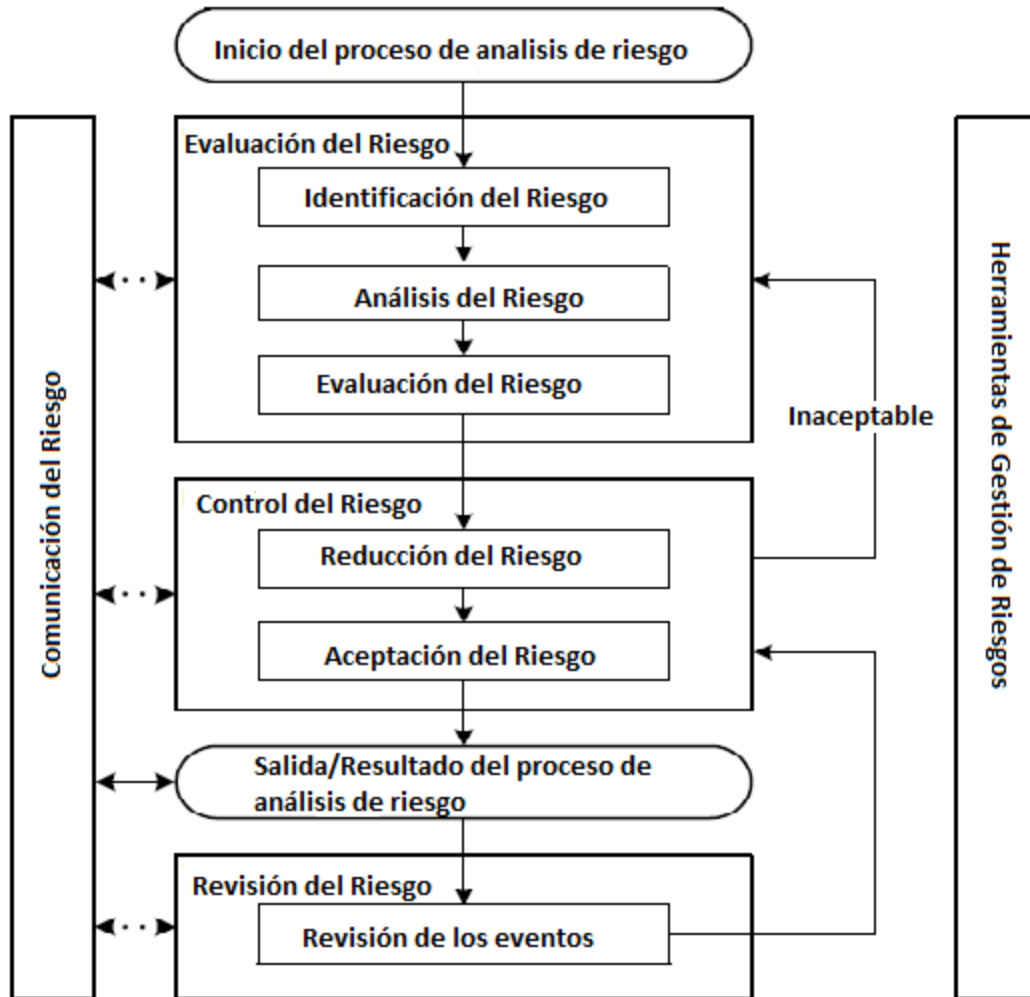 Inicio del proceso de analisis de riesgo
Evaluación del Riesgo
Identificación del Riesgo
Análisis del Riesgo
Evaluación del Riesgo
Inaceptable
Control del Riesgo
Reducción del Riesgo
Aceptación del Riesgo
Salida/Resultado del proceso de
análisis de riesgo
Revisión del Riesgo
Revisión de los eventos
Comunicación del Riesgo
Herramientas de Gestión de Riesgos